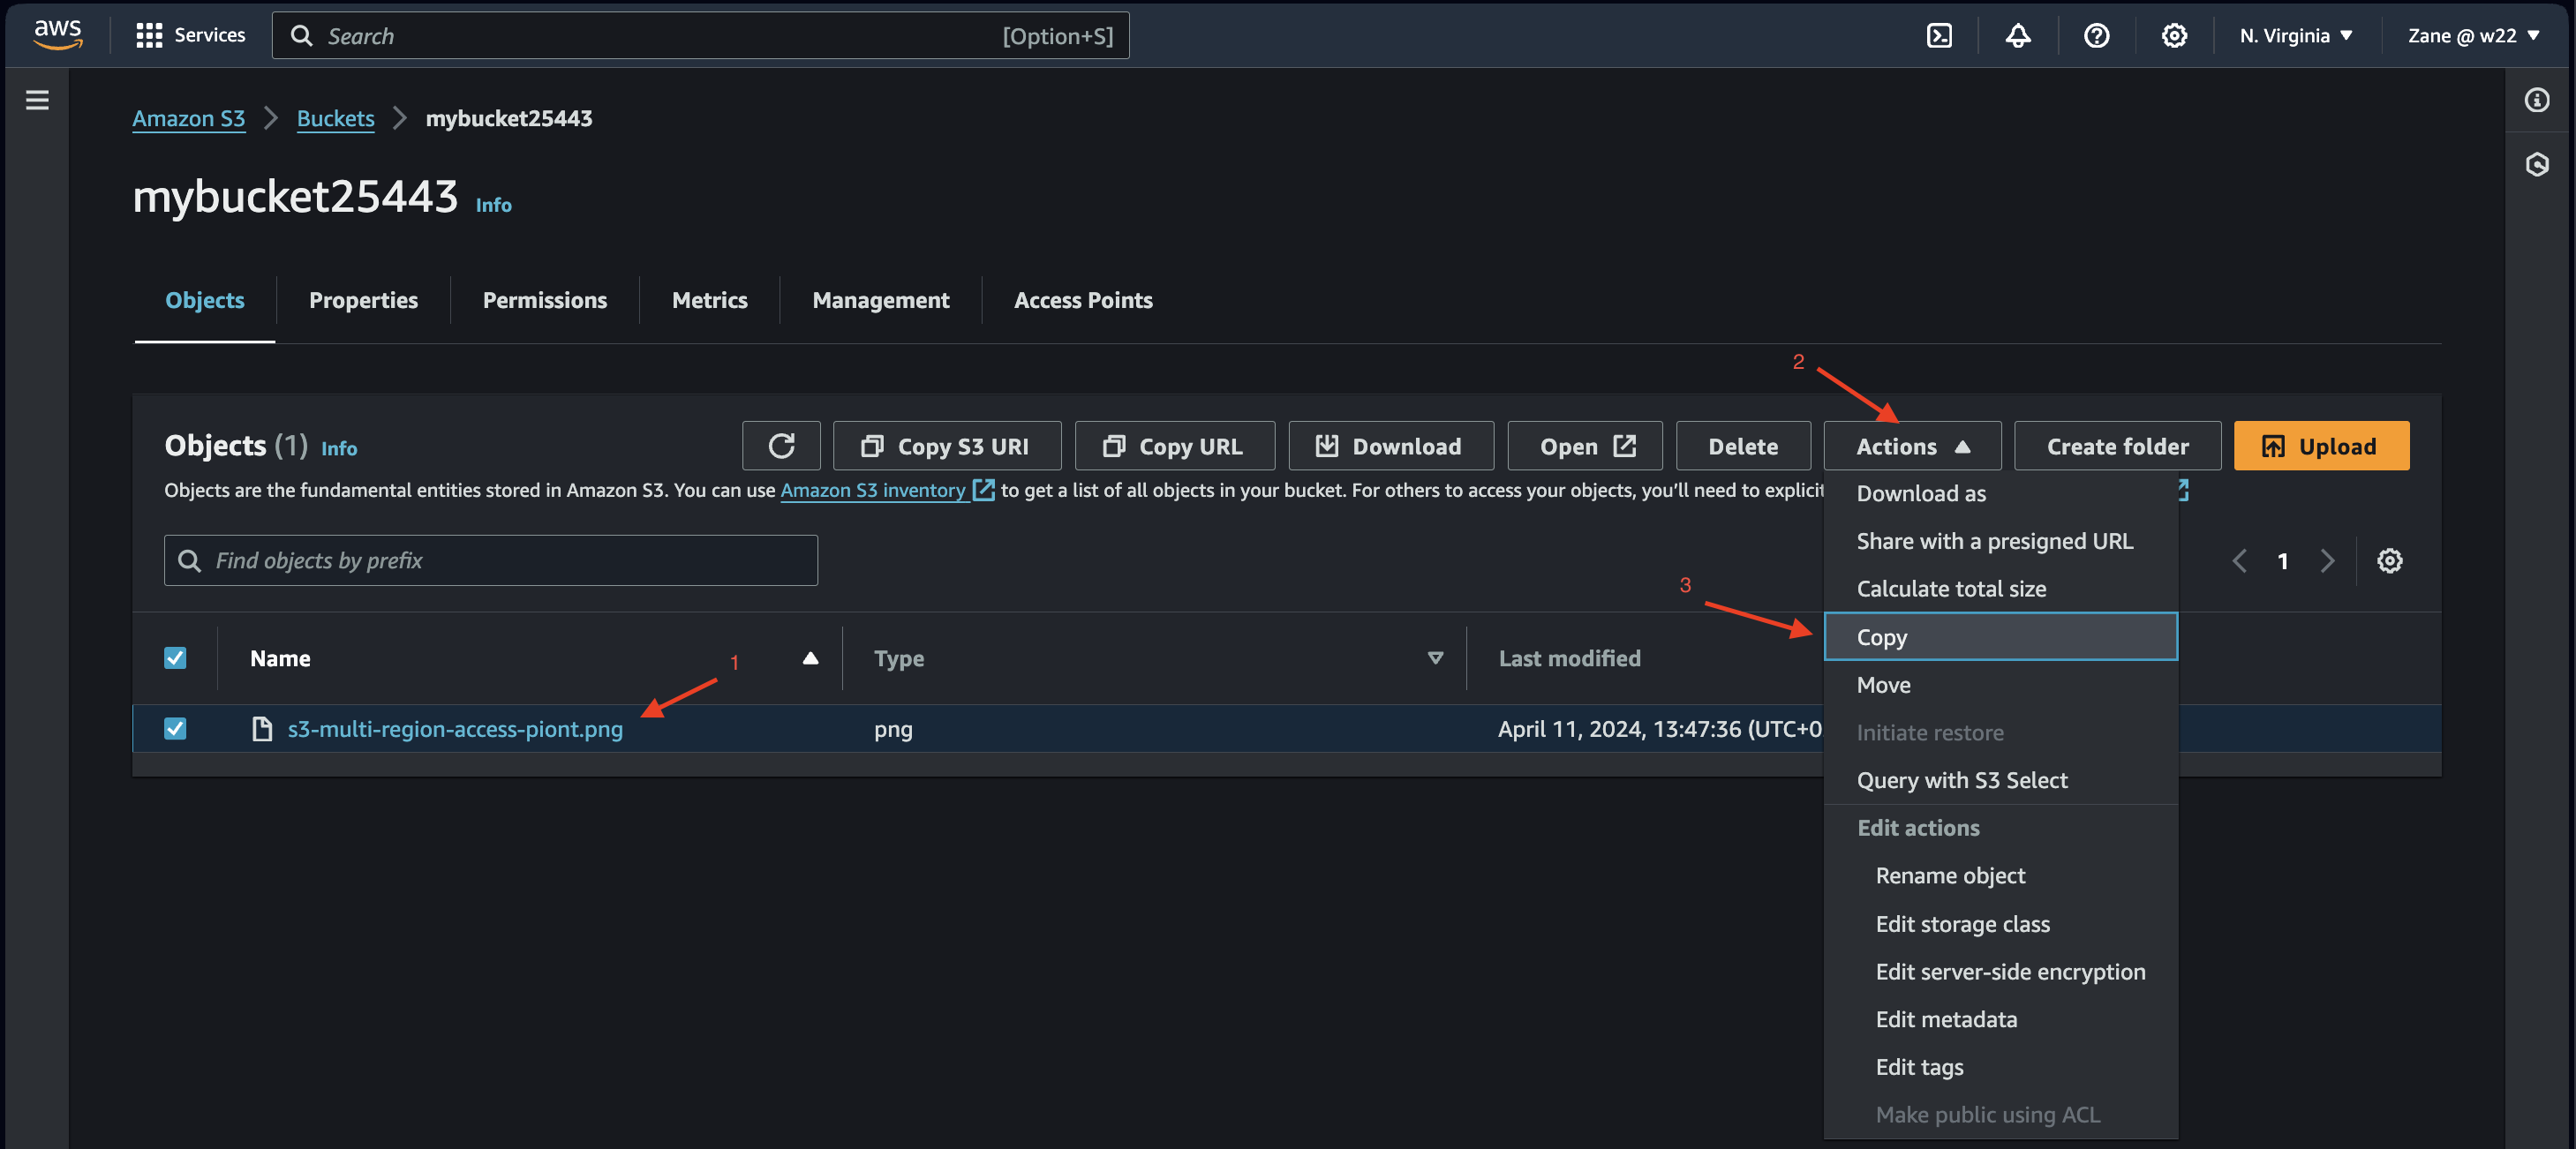 aws Services Search [Option+S] N. Virginia Zane @ w22
Amazon S3 Buckets mybucket25443
mybucket25443 Info
Objects Properties Permissions Metrics Management Access Points
2
Objects (1) Info Copy S3 URI Copy URL Download Open Delete Actions Create folder Upload
Objects are the fundamental entities stored in Amazon S3. You can use Amazon S3 inventory to get a list of all objects in your bucket. For others to access your objects, you'll need to explicit
Download as
Share with a presigned URL
Find objects by prefix 1
Calculate total size
3
Copy
Name 1 Type Last modified
Move
s3-multi-region-access-piont.png png April 11, 2024, 13:47:36 (UTC+0
Initiate restore
Query with S3 Select
Edit actions
Rename object
Edit storage class
Edit server-side encryption
Edit metadata
Edit tags
Make public using ACL